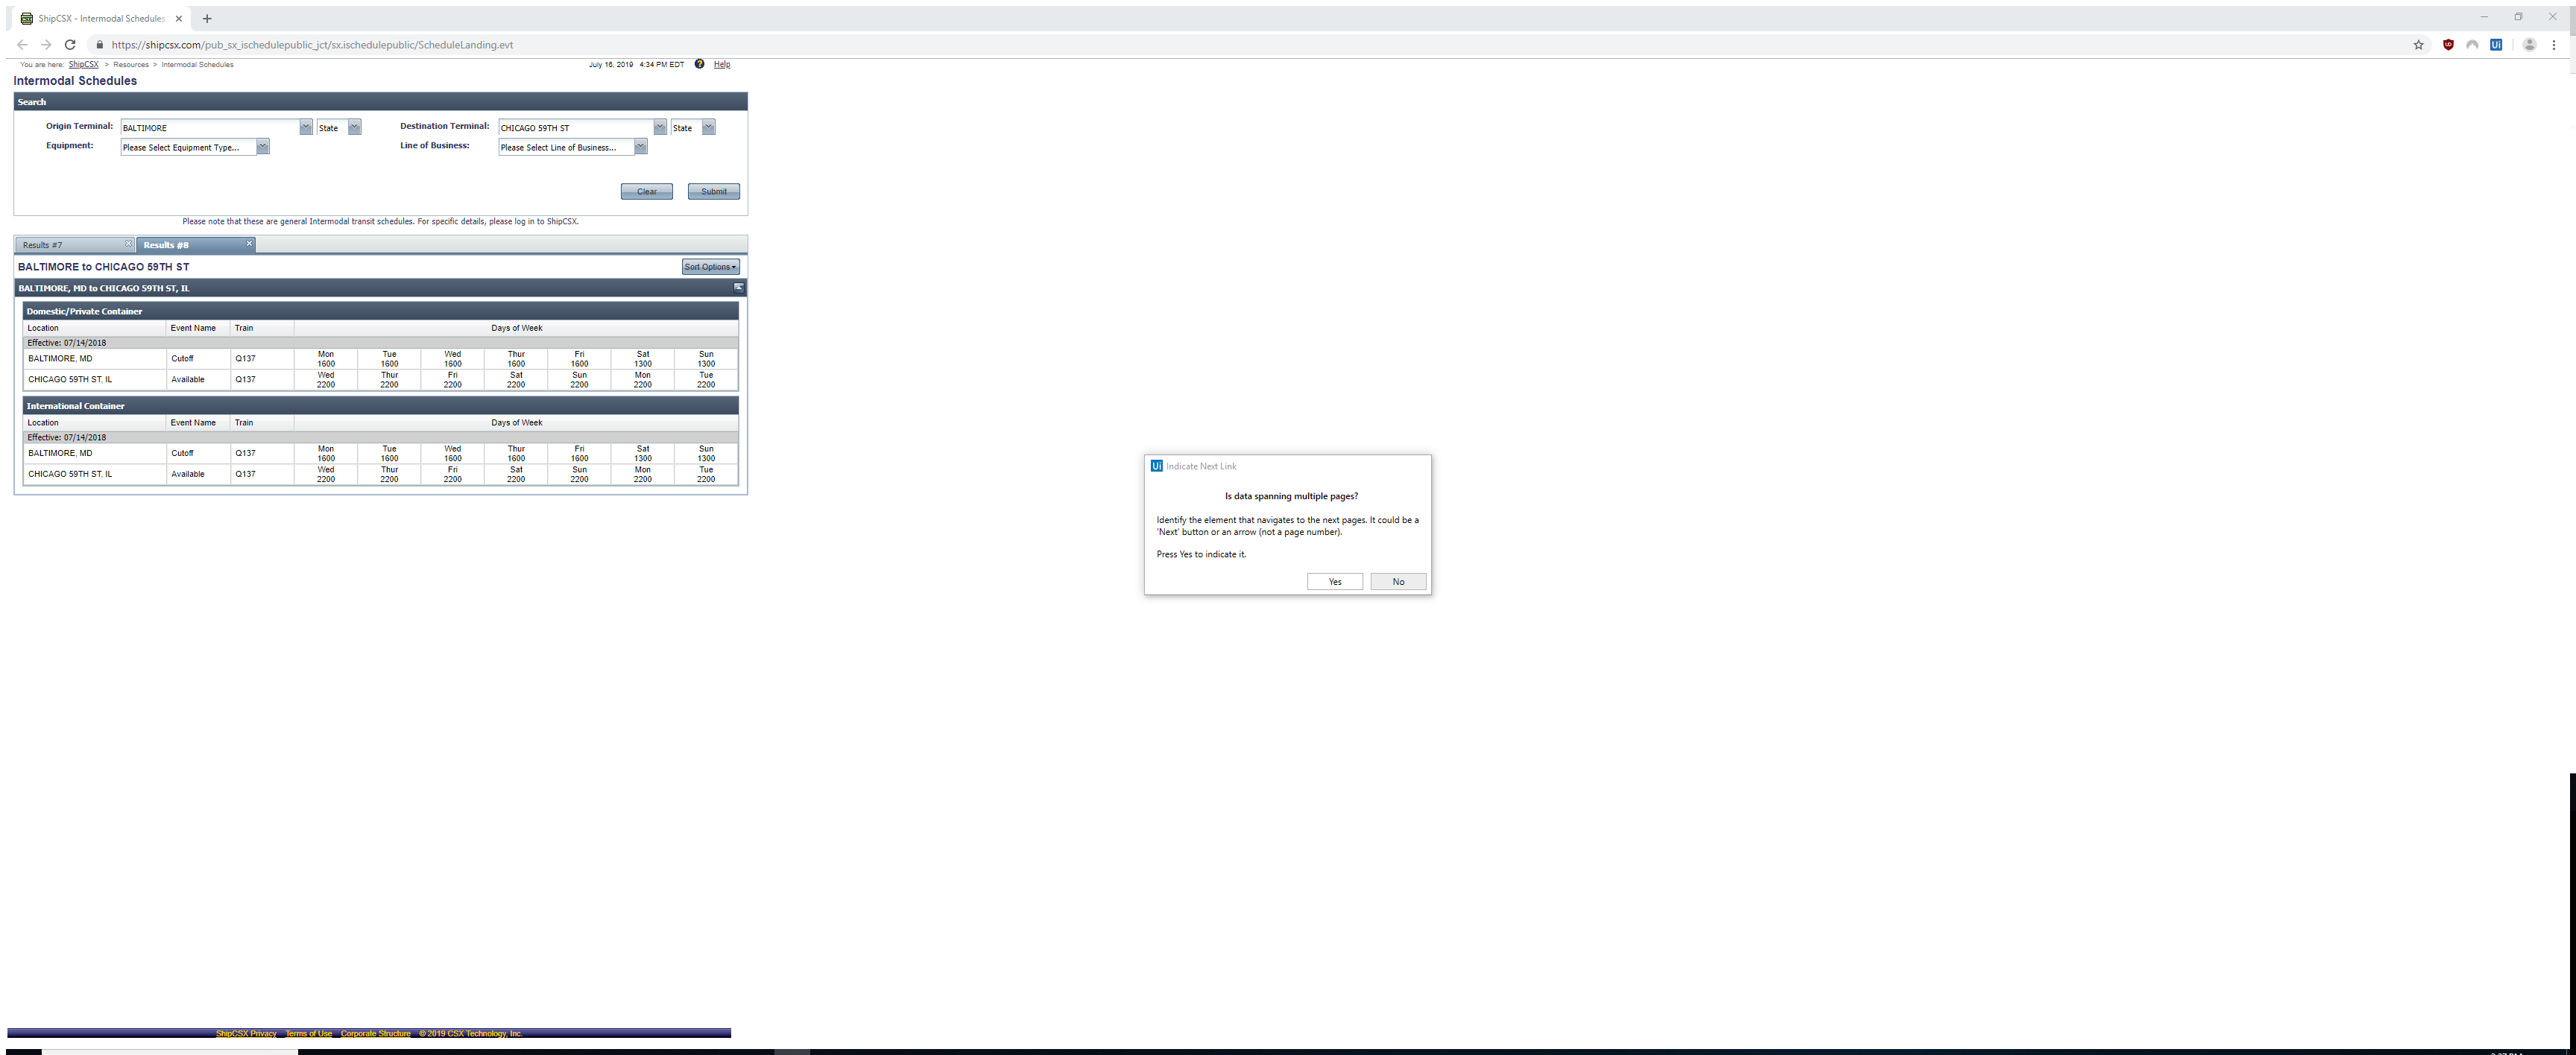 ShipCSX - Intermodal Schedules
https://shipcsx.com/pub_sx_ischedulepublic_jct/sx.ischedulepublic/ScheduleLanding.evt
You are here: ShipCSX > Resources > Intermodal Schedules July 16, 2019 4:34 PM EDT ? Help
Intermodal Schedules
Search
Origin Terminal: BALTIMORE State Destination Terminal: CHICAGO 59TH ST State
Equipment: Please Select Equipment Type... Line of Business: Please Select Line of Business...
Clear Submit
Please note that these are general Intermodal transit schedules. For specific details, please log in to ShipCSX.
Results #7 Results #8
BALTIMORE to CHICAGO 59TH ST Sort Options
BALTIMORE, MD to CHICAGO 59TH ST, IL
Domestic/Private Container
Location Event Name Train Days of Week
Effective: 07/14/2018
BALTIMORE, MD Cutoff Q137 Mon Tue Wed Thur Fri Sat Sun
1600 1600 1600 1600 1600 1300 1300
CHICAGO 59TH ST, IL Available Q137 Wed Thur Fri Sat Sun Mon Tue
2200 2200 2200 2200 2200 2200 2200
International Container
Location Event Name Train Days of Week
Effective: 07/14/2018
BALTIMORE, MD Cutoff Q137 Mon Tue Wed Thur Fri Sat Sun
1600 1600 1600 1600 1600 1300 1300
CHICAGO 59TH ST, IL Available Q137 Wed Thur Fri Sat Sun Mon Tue
2200 2200 2200 2200 2200 2200 2200
Ui Indicate Next Link
Is data spanning multiple pages?
Identify the element that navigates to the next pages. It could be a
'Next' button or an arrow (not a page number).
Press Yes to indicate it.
Yes No
ShipCSX Privacy Terms of Use Corporate Structure © 2019 CSX Technology, Inc.